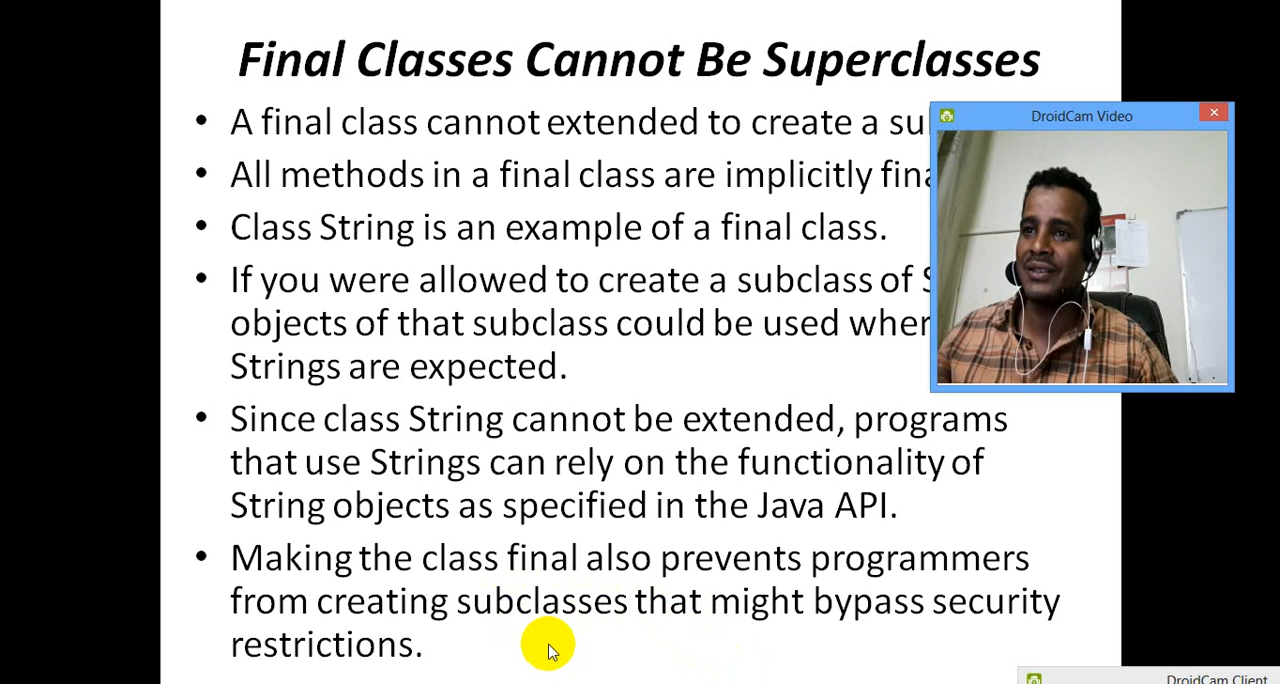 Final Classes Cannot Be Superclasses
• A final class cannot extended to create a
• All methods in a final class are implicitly
• Class String is an example of a final class.
• If you were allowed to create a subclass of
objects of that subclass could be used
Strings are expected.
• Since class String cannot be extended, programs
that use Strings can rely on the functionality of
String objects as specified in the Java API.
• Making the class final also prevents programmers
from creating subclasses that might bypass security
restrictions.
DroidCam Video
DroidCam Client